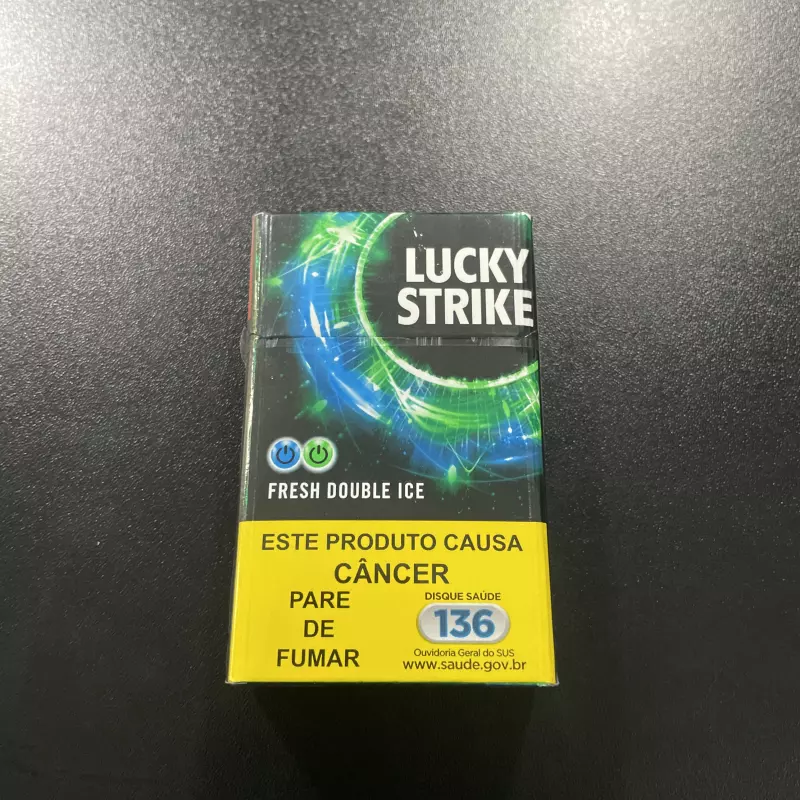 LUCKY
STRIKE
FRESH DOUBLE ICE
ESTE PRODUTO CAUSA
CÂNCER
PARE
DE
FUMAR
DISQUE SAÚDE
136
Ouvidoria Geral do SUS
www.saude.gov.br